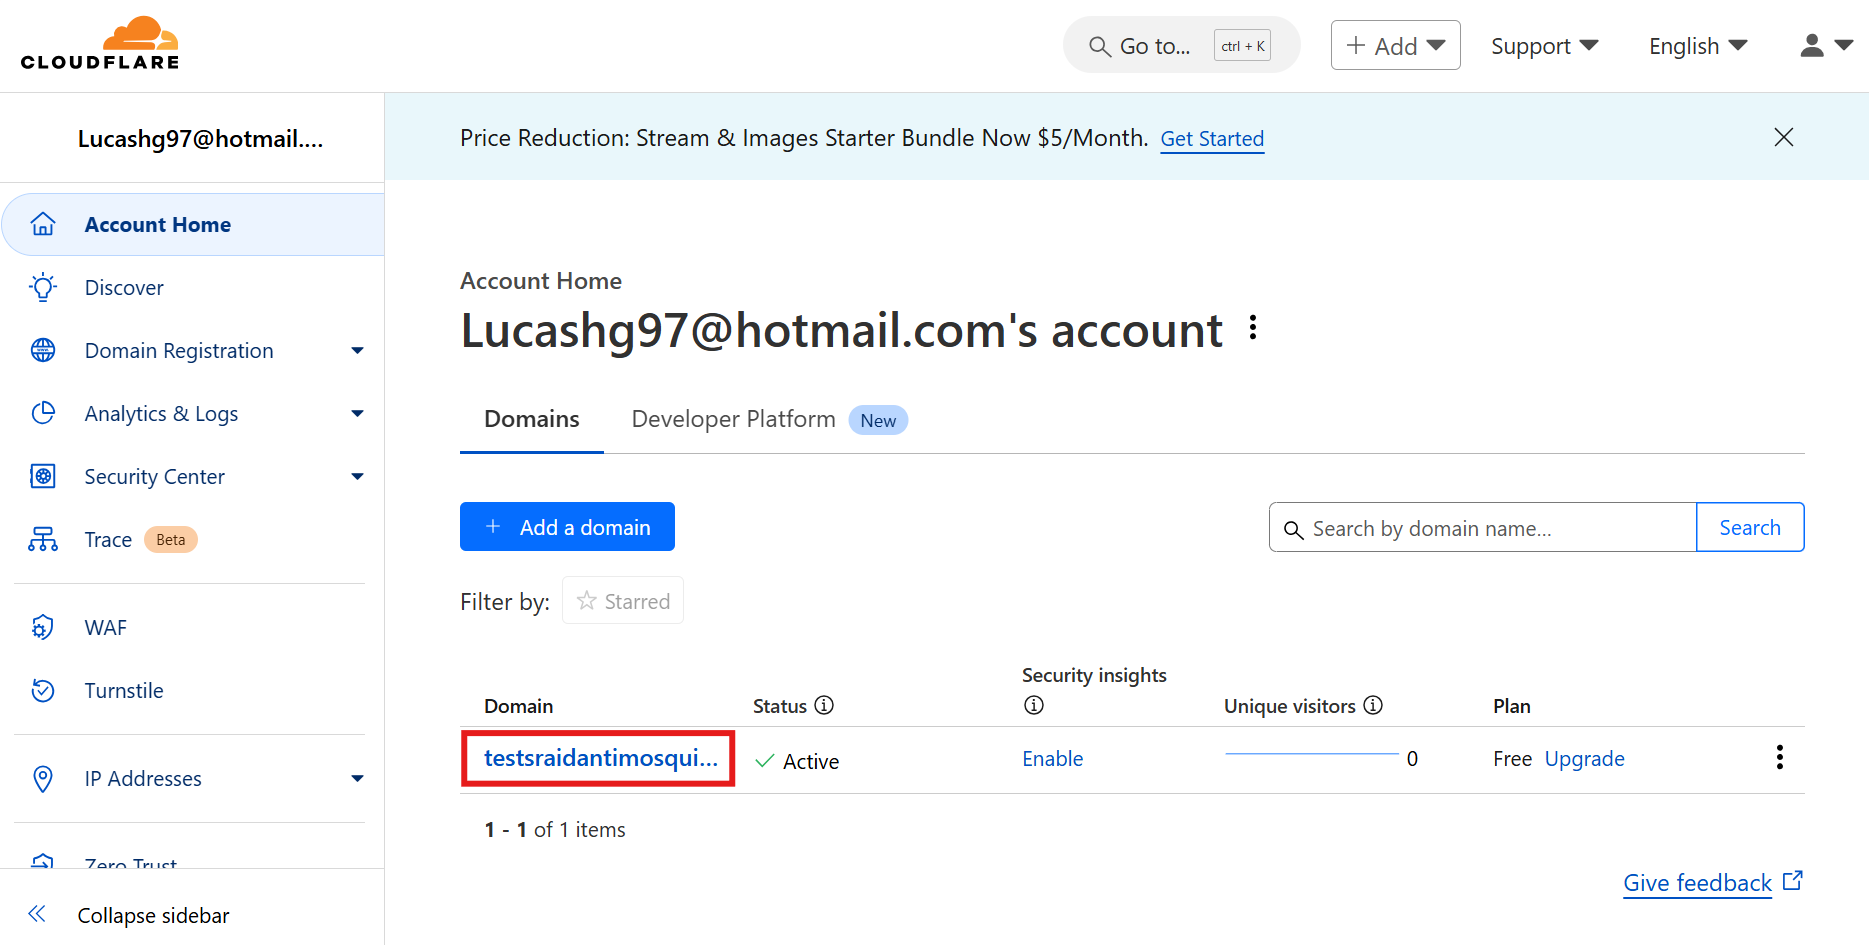 CLOUDFLARE
Go to... ctrl + K
Add
Support
English
Lucashg97@hotmail....
Price Reduction: Stream & Images Starter Bundle Now $5/Month. Get Started
Account Home
Discover
Domain Registration
Analytics & Logs
Security Center
Trace Beta
WAF
Turnstile
IP Addresses
Zero Trust
Collapse sidebar
Account Home
Lucashg97@hotmail.com's account
Domains Developer Platform New
+ Add a domain
Search by domain name... Search
Filter by: Starred
Domain Status Security insights Unique visitors Plan
testsraidantimosqui... Active Enable 0 Free Upgrade
1 - 1 of 1 items
Give feedback